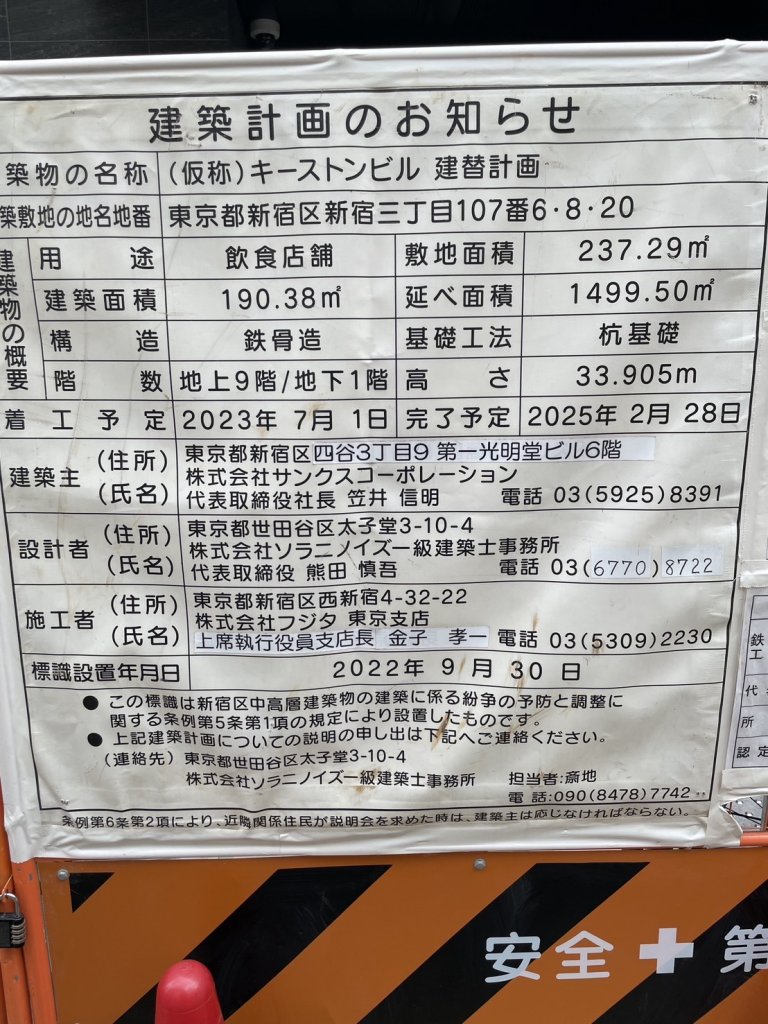 建築計画のお知らせ
築物の名称 (仮称)キーストンビル 建替計画
築敷地の地名地番 東京都新宿区新宿三丁目107番6・8・20
建築物の概要
用途 飲食店舗 敷地面積 237.29㎡
建築面積 190.38㎡ 延べ面積 1499.50㎡
構造 鉄骨造 基礎工法 杭基礎
階数 地上9階/地下1階 高さ 33.905m
着工予定 2023年 7月 1日 完了予定 2025年 2月 28日
建築主 (住所) 東京都新宿区四谷3丁目9 第一光明堂ビル6階
株式会社サンクスコーポレーション
(氏名) 代表取締役社長 笠井 信明 電話 03(5925)8391
設計者 (住所) 東京都世田谷区太子堂3-10-4
株式会社ソラニノイズ一級建築士事務所
(氏名) 代表取締役 熊田 慎吾 電話 03(6770)8722
施工者 (住所) 東京都新宿区西新宿4-32-22
株式会社フジタ 東京支店
(氏名) 上席執行役員支店長 金子 孝一 電話 03(5309)2230
標識設置年月日 2022年 9月 30日
● この標識は新宿区中高層建築物の建築に係る紛争の予防と調整に
関する条例第5条第1項の規定により設置したものです。
● 上記建築計画についての説明の申し出は下記へご連絡ください。
(連絡先) 東京都世田谷区太子堂3-10-4
株式会社ソラニノイズ一級建築士事務所 担当者:斎地
電話:090(8478)7742
条例第6条第2項により、近隣関係住民が説明会を求めた時は、建築主は応じなければならない。
鉄
工
代
所
認定
安全+第